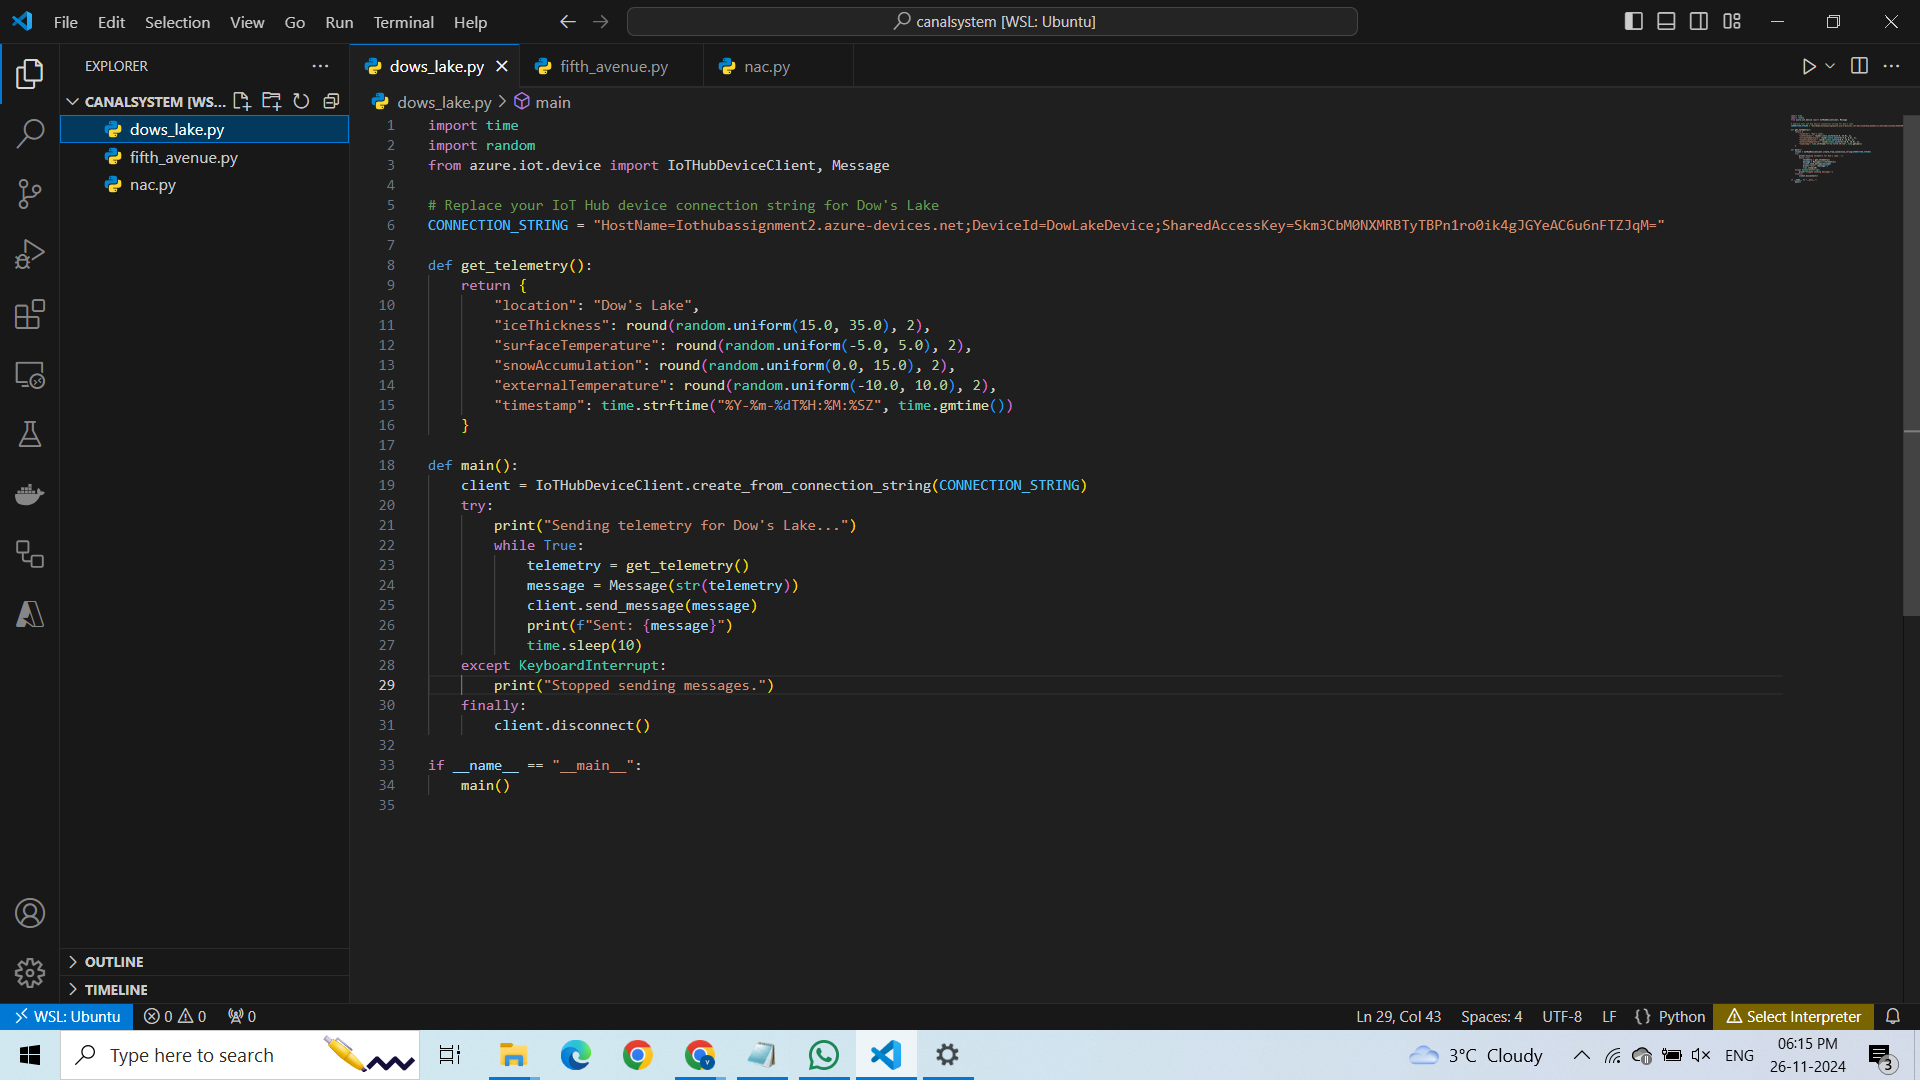 File Edit Selection View Go Run Terminal Help
canalsystem [WSL: Ubuntu]
EXPLORER
dows_lake.py
fifth_avenue.py
nac.py
CANALSYSTEM [WS...
dows_lake.py
fifth_avenue.py
nac.py
OUTLINE
TIMELINE
dows_lake.py > main
1 import time
2 import random
3 from azure.iot.device import IoTHubDeviceClient, Message
4
5 # Replace your IoT Hub device connection string for Dow's Lake
6 CONNECTION_STRING = "HostName=Iothubassignment2.azure-devices.net;DeviceId=DowLakeDevice;SharedAccessKey=Skm3CbM0NXMRBTyTBPn1ro0ik4gJGYeAC6u6nFTZJqM="
7
8 def get_telemetry():
9 return {
10 "location": "Dow's Lake",
11 "iceThickness": round(random.uniform(15.0, 35.0), 2),
12 "surfaceTemperature": round(random.uniform(-5.0, 5.0), 2),
13 "snowAccumulation": round(random.uniform(0.0, 15.0), 2),
14 "externalTemperature": round(random.uniform(-10.0, 10.0), 2),
15 "timestamp": time.strftime("%Y-%m-%dT%H:%M:%SZ", time.gmtime())
16 }
17
18 def main():
19 client = IoTHubDeviceClient.create_from_connection_string(CONNECTION_STRING)
20 try:
21 print("Sending telemetry for Dow's Lake...")
22 while True:
23 telemetry = get_telemetry()
24 message = Message(str(telemetry))
25 client.send_message(message)
26 print(f"Sent: {message}")
27 time.sleep(10)
28 except KeyboardInterrupt:
29 print("Stopped sending messages.")
30 finally:
31 client.disconnect()
32
33 if __name__ == "__main__":
34 main()
35
WSL: Ubuntu 0 0 0 Ln 29, Col 43 Spaces: 4 UTF-8 LF {} Python Select Interpreter
Type here to search 3°C Cloudy ENG 06:15 PM
26-11-2024 3